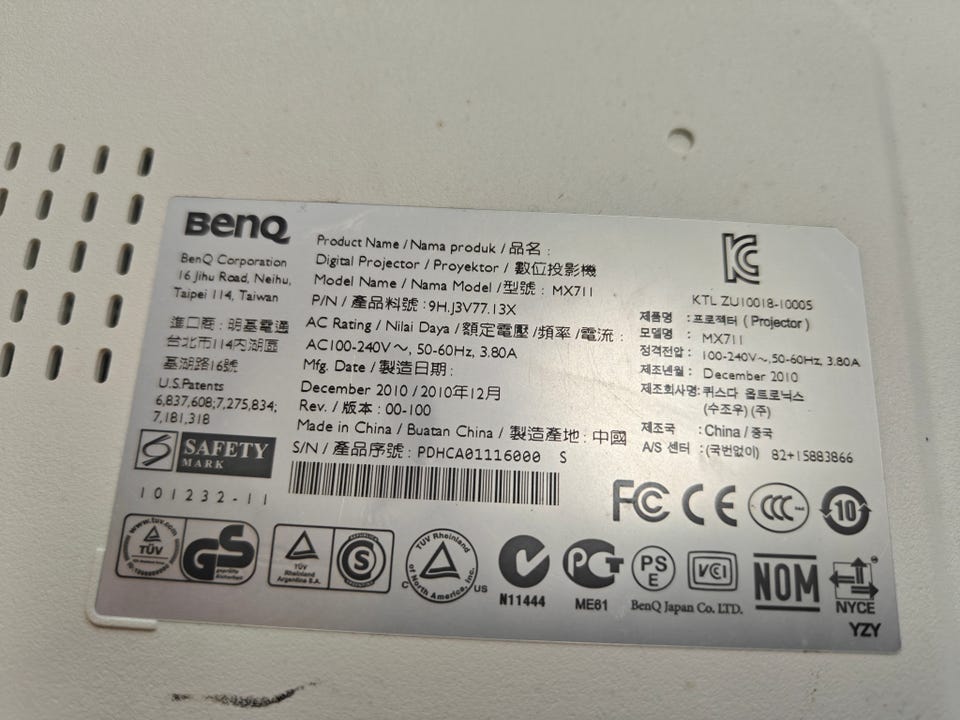 BenQ
BenQ Corporation
16 Jihu Road, Neihu,
Taipei 114, Taiwan
進口商：明基電通
台北市114內湖區
基湖路16號
U.S.Patents
6,837,608;7,275,834;
7,181,318
SAFETY
MARK
101232-11
Product Name / Nama produk / 品名 :
Digital Projector / Proyektor / 數位投影機
Model Name / Nama Model / 型號 : MX711
P/N / 產品料號 : 9H.J3V77.13X
AC Rating / Nilai Daya / 額定電壓 /頻率 /電流 :
AC100-240V～, 50-60Hz, 3.80A
Mfg. Date / 製造日期:
December 2010 / 2010年12月
Rev. / 版本 : 00-100
Made in China / Buatan China / 製造產地 : 中國
S/N / 產品序號 : PDHCA01116000 S
KTL ZU10018-10005
제품명 : 프로젝터 ( Projector )
모델명 : MX711
정격전압 : 100-240V～,50-60Hz, 3.80A
제조년월 : December 2010
제조회사명: 퀴스다 옵트로닉스
(수조우) (주)
제조국 : China / 중국
A/S 센터 : (국번없이) 82+15883866
FC CE CCC 10
www.tuv.com
TÜV
GS
geprüfte
Sicherheit
TÜV
Rheinland
Argentina S.A.
S
TUV Rheinland
of North America, Inc.
C US
N11444
PCT
ME61
PS
E
BenQ Japan Co. LTD.
VCI
NOM
NYCE
YZY